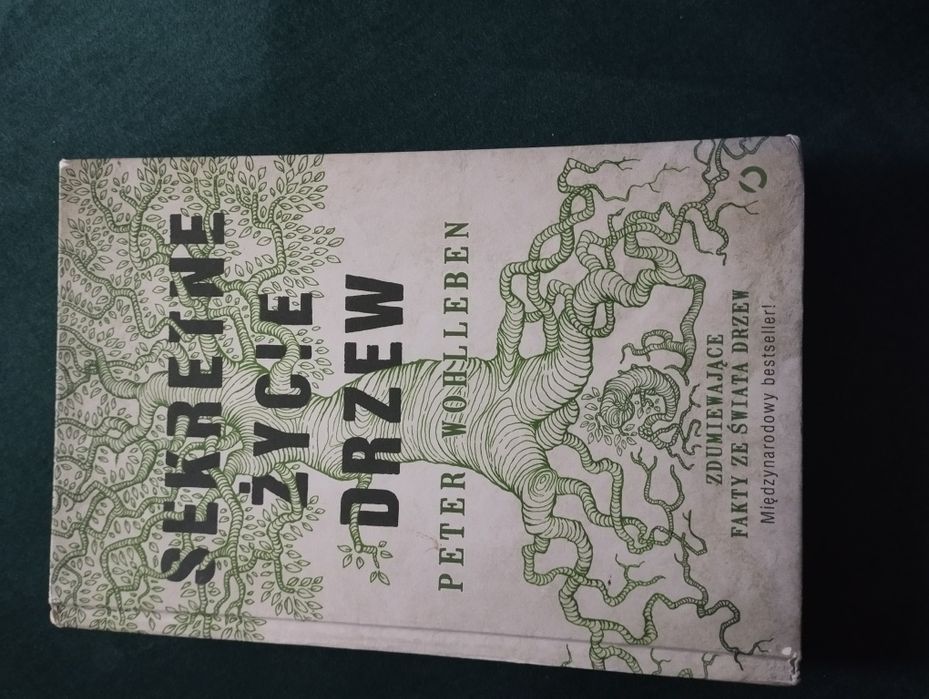 SEKRETNE
ŻYCIE
DRZEW
PETER WOHLLEBEN
ZDUMIEWAJĄCE
FAKTY ZE ŚWIATA DRZEW
Międzynarodowy bestseller!